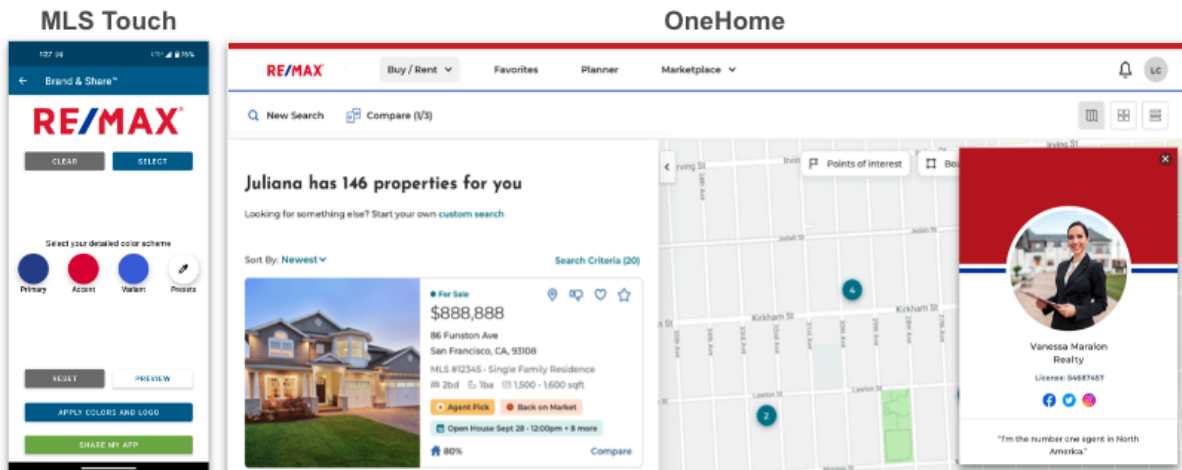 MLS Touch
OneHome
Brand & Share™
RE/MAX
CLEAR
SELECT
Select your detailed color scheme
Primary
Accent
Variant
Presets
RESET
PREVIEW
APPLY COLORS AND LOGO
SHARE MY APP
RE/MAX
Buy / Rent
Favorites
Planner
Marketplace
LC
New Search
Compare (1/3)
Juliana has 146 properties for you
Looking for something else? Start your own custom search
Sort By: Newest
Search Criteria (20)
For Sale
$888,888
86 Funston Ave
San Francisco, CA, 93108
MLS #12345 - Single Family Residence
2bd 1ba 1,500 - 1,600 sqft
Agent Pick
Back on Market
Open House Sept 28 - 12:00pm + 8 more
80%
Compare
Irving St
Points of interest
Judah St
Judah St
4
Kirkham St
Kirkham St
Lawton St
Lawton St
2
Vanessa Maralon
Realty
License: 54687457
"I'm the number one agent in North
America."